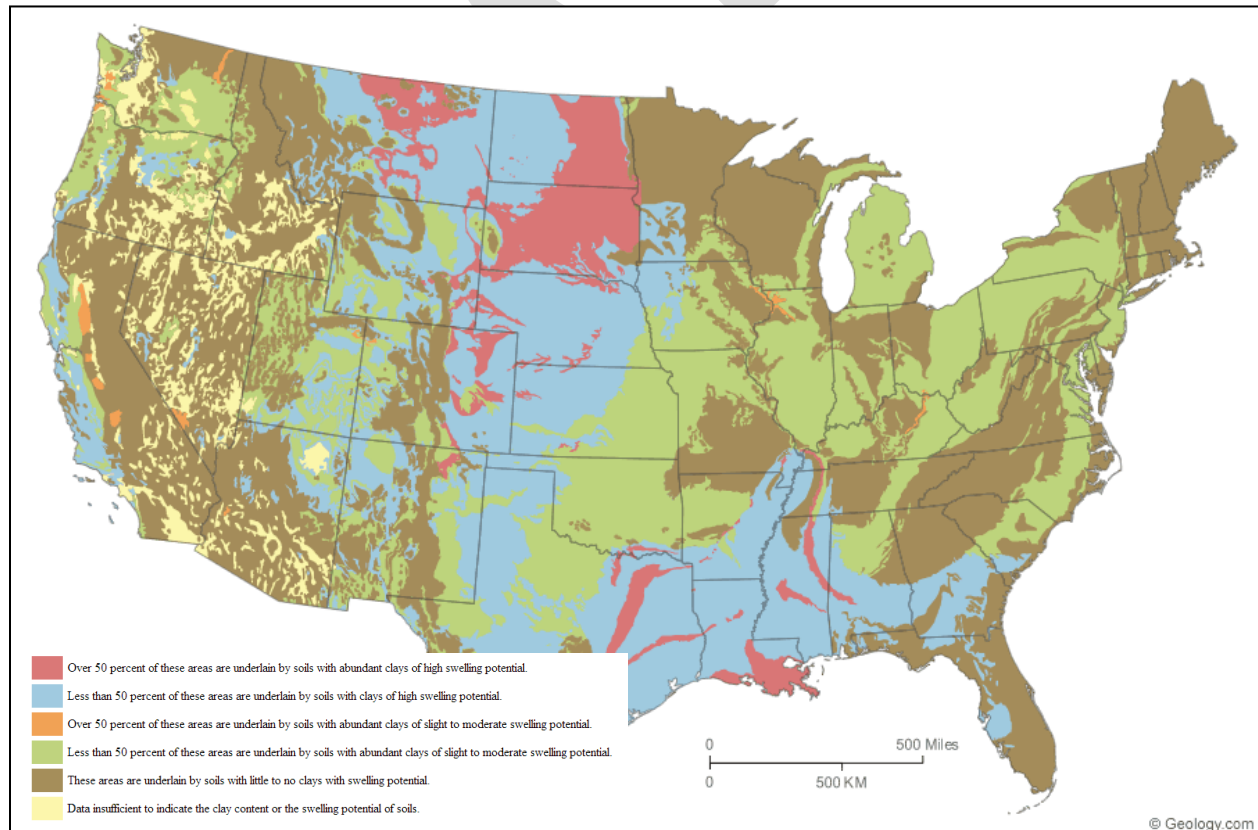 Over 50 percent of these areas are underlain by soils with abundant clays of high swelling potential.
Less than 50 percent of these areas are underlain by soils with clays of high swelling potential.
Over 50 percent of these areas are underlain by soils with abundant clays of slight to moderate swelling potential.
Less than 50 percent of these areas are underlain by soils with abundant clays of slight to moderate swelling potential.
These areas are underlain by soils with little to no clays with swelling potential.
Data insufficient to indicate the clay content or the swelling potential of soils.
0 500 Miles
0 500 KM
© Geology.com